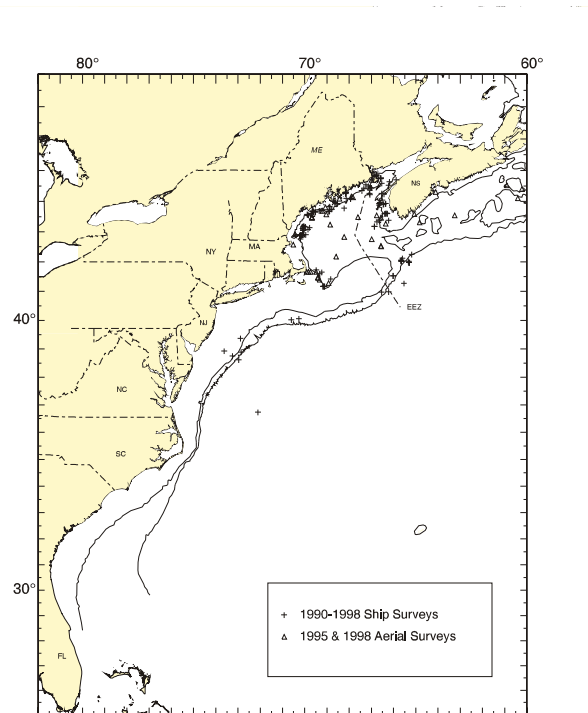 80° 70° 60°
ME
NS
NY MA
EEZ
40° NJ
NC
SC
30°
+ 1990-1998 Ship Surveys
△ 1995 & 1998 Aerial Surveys
FL